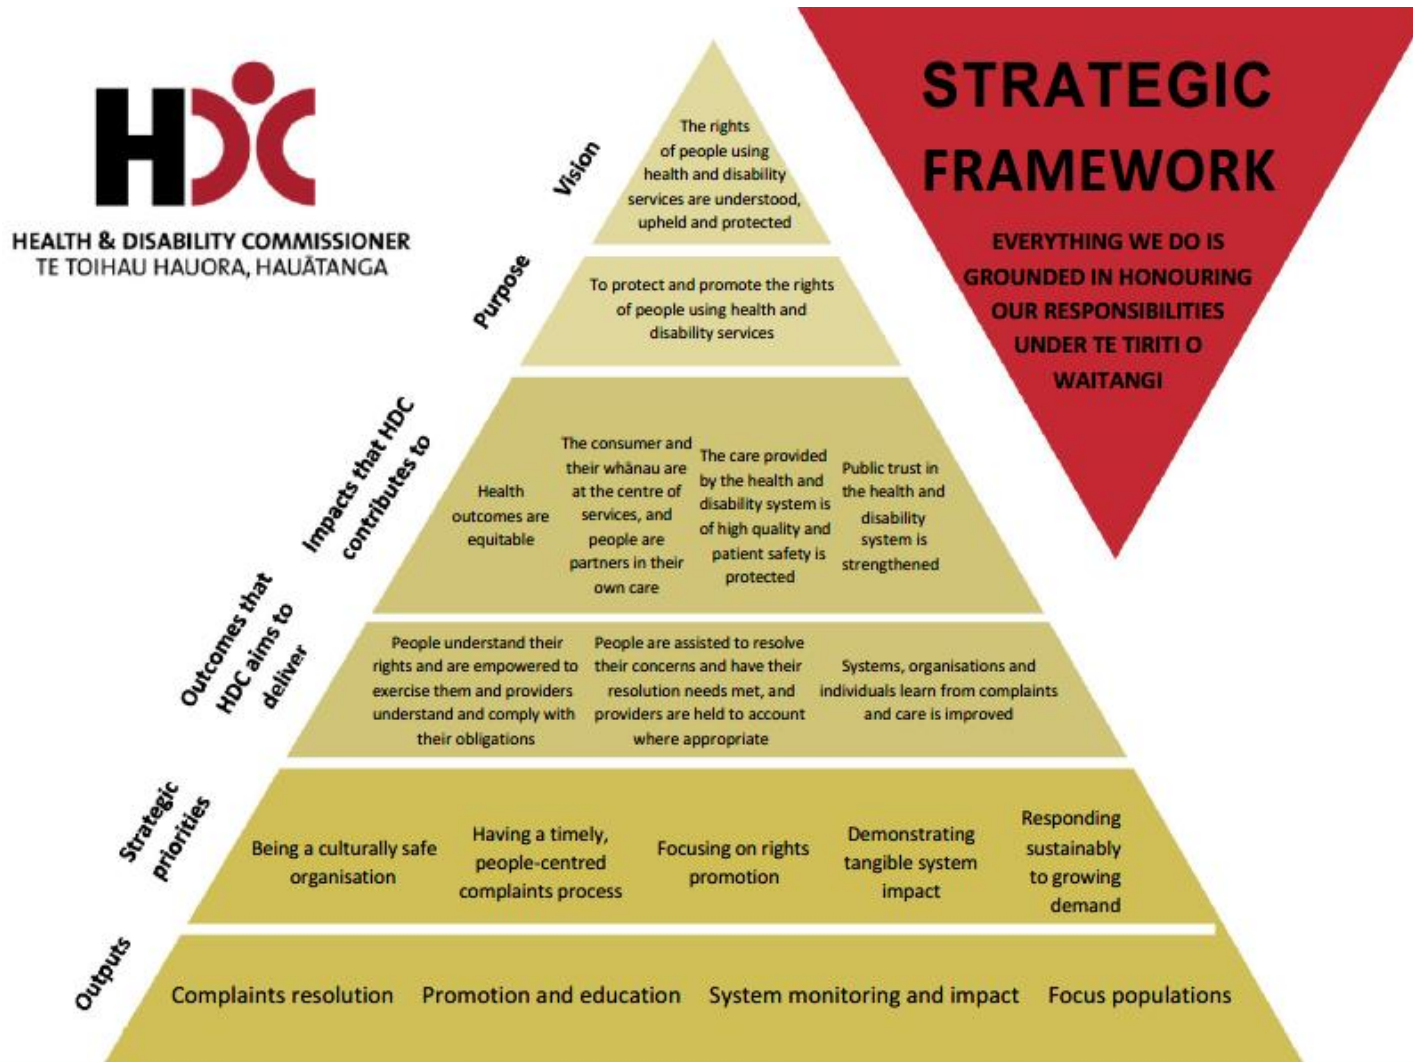 HDC
HEALTH & DISABILITY COMMISSIONER
TE TOIHAU HAUORA, HAUĀTANGA
STRATEGIC
FRAMEWORK
EVERYTHING WE DO IS
GROUNDED IN HONOURING
OUR RESPONSIBILITIES
UNDER TE TIRITI O
WAITANGI
Vision
The rights
of people using
health and disability
services are understood,
upheld and protected
Purpose
To protect and promote the rights
of people using health and
disability services
Impacts that HDC
contributes to
Health
outcomes are
equitable
The consumer and
their whānau are
at the centre of
services, and
people are
partners in their
own care
The care provided
by the health and
disability system is
of high quality and
patient safety is
protected
Public trust in
the health and
disability
system is
strengthened
Outcomes that
HDC aims to
deliver
People understand their
rights and are empowered to
exercise them and providers
understand and comply with
their obligations
People are assisted to resolve
their concerns and have their
resolution needs met, and
providers are held to account
where appropriate
Systems, organisations and
individuals learn from complaints
and care is improved
Strategic
priorities
Being a culturally safe
organisation
Having a timely,
people-centred
complaints process
Focusing on rights
promotion
Demonstrating
tangible system
impact
Responding
sustainably
to growing
demand
Outputs
Complaints resolution
Promotion and education
System monitoring and impact
Focus populations